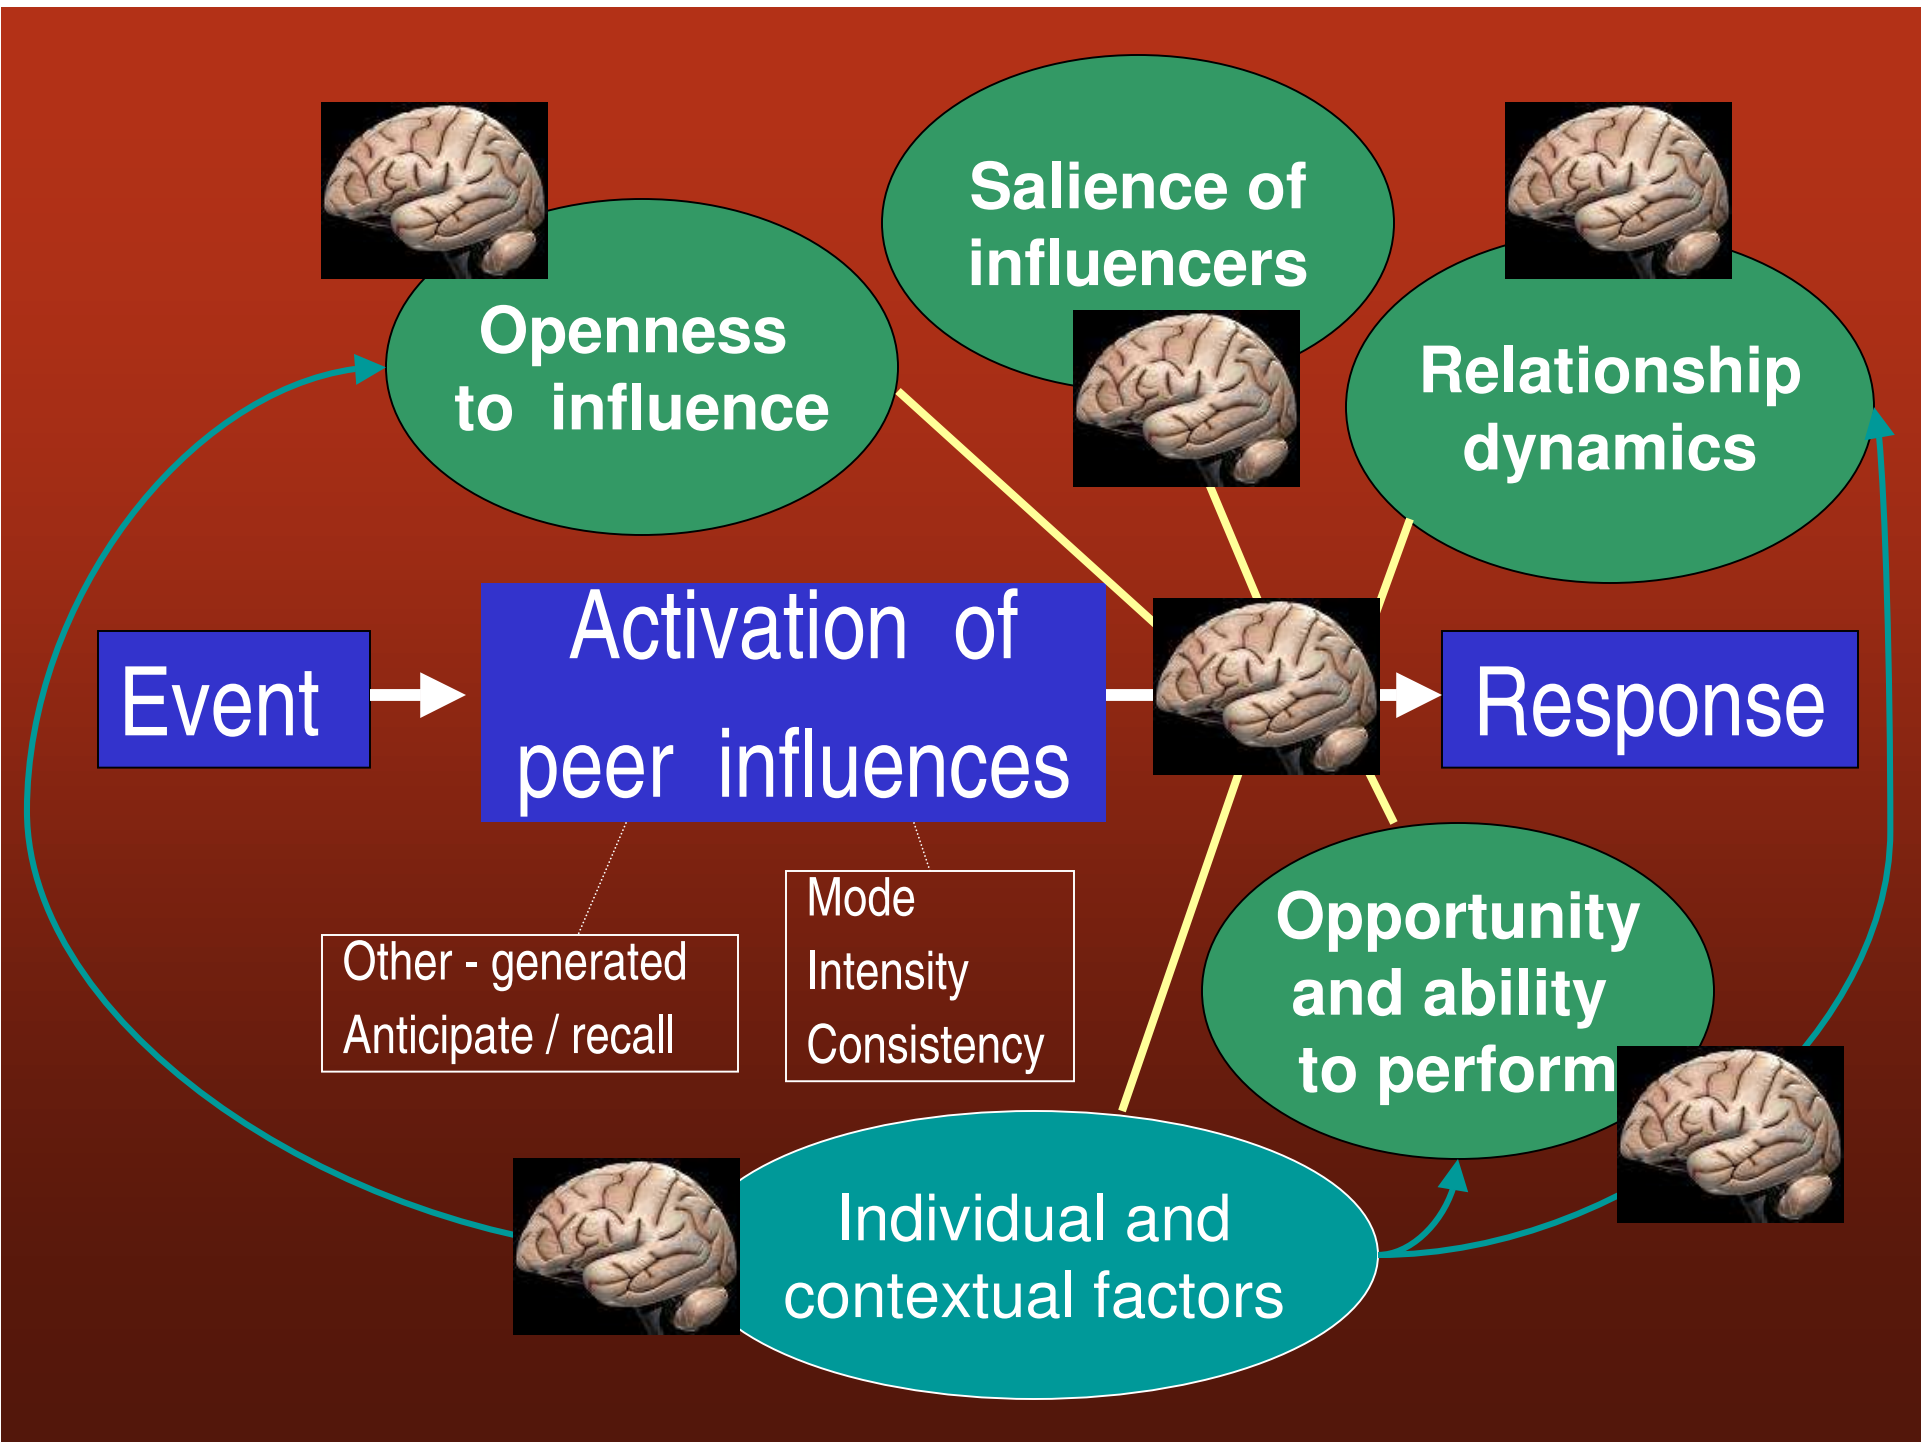 Salience of
influencers
Openness
to influence
Relationship
dynamics
Event
Activation of
peer influences
Response
Other - generated
Anticipate / recall
Mode
Intensity
Consistency
Opportunity
and ability
to perform
Individual and
contextual factors